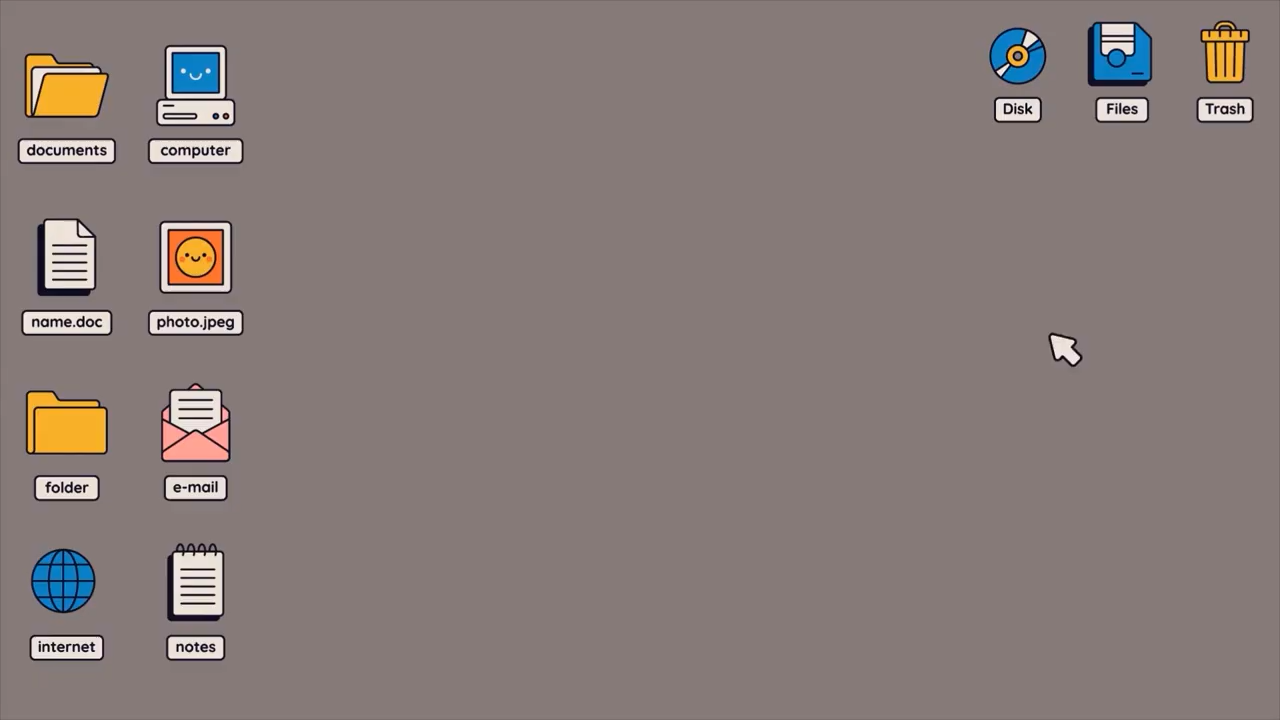 Disk Files Trash
documents computer
name.doc photo.jpeg
folder e-mail
internet notes